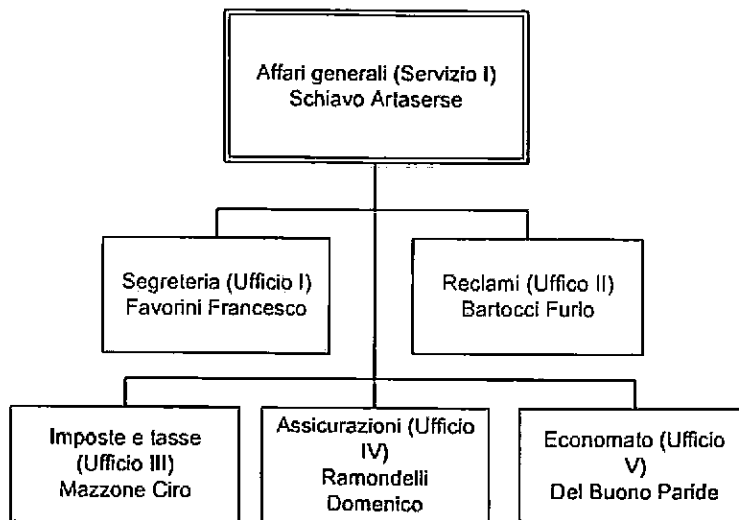 Affari generali (Servizio I)
Schiavo Artaserse
Segreteria (Ufficio I)
Favorini Francesco
Reclami (Uffico II)
Bartocci Furio
Imposte e tasse
(Ufficio III)
Mazzone Ciro
Assicurazioni (Ufficio
IV)
Ramondelli
Domenico
Economato (Ufficio
V)
Del Buono Paride